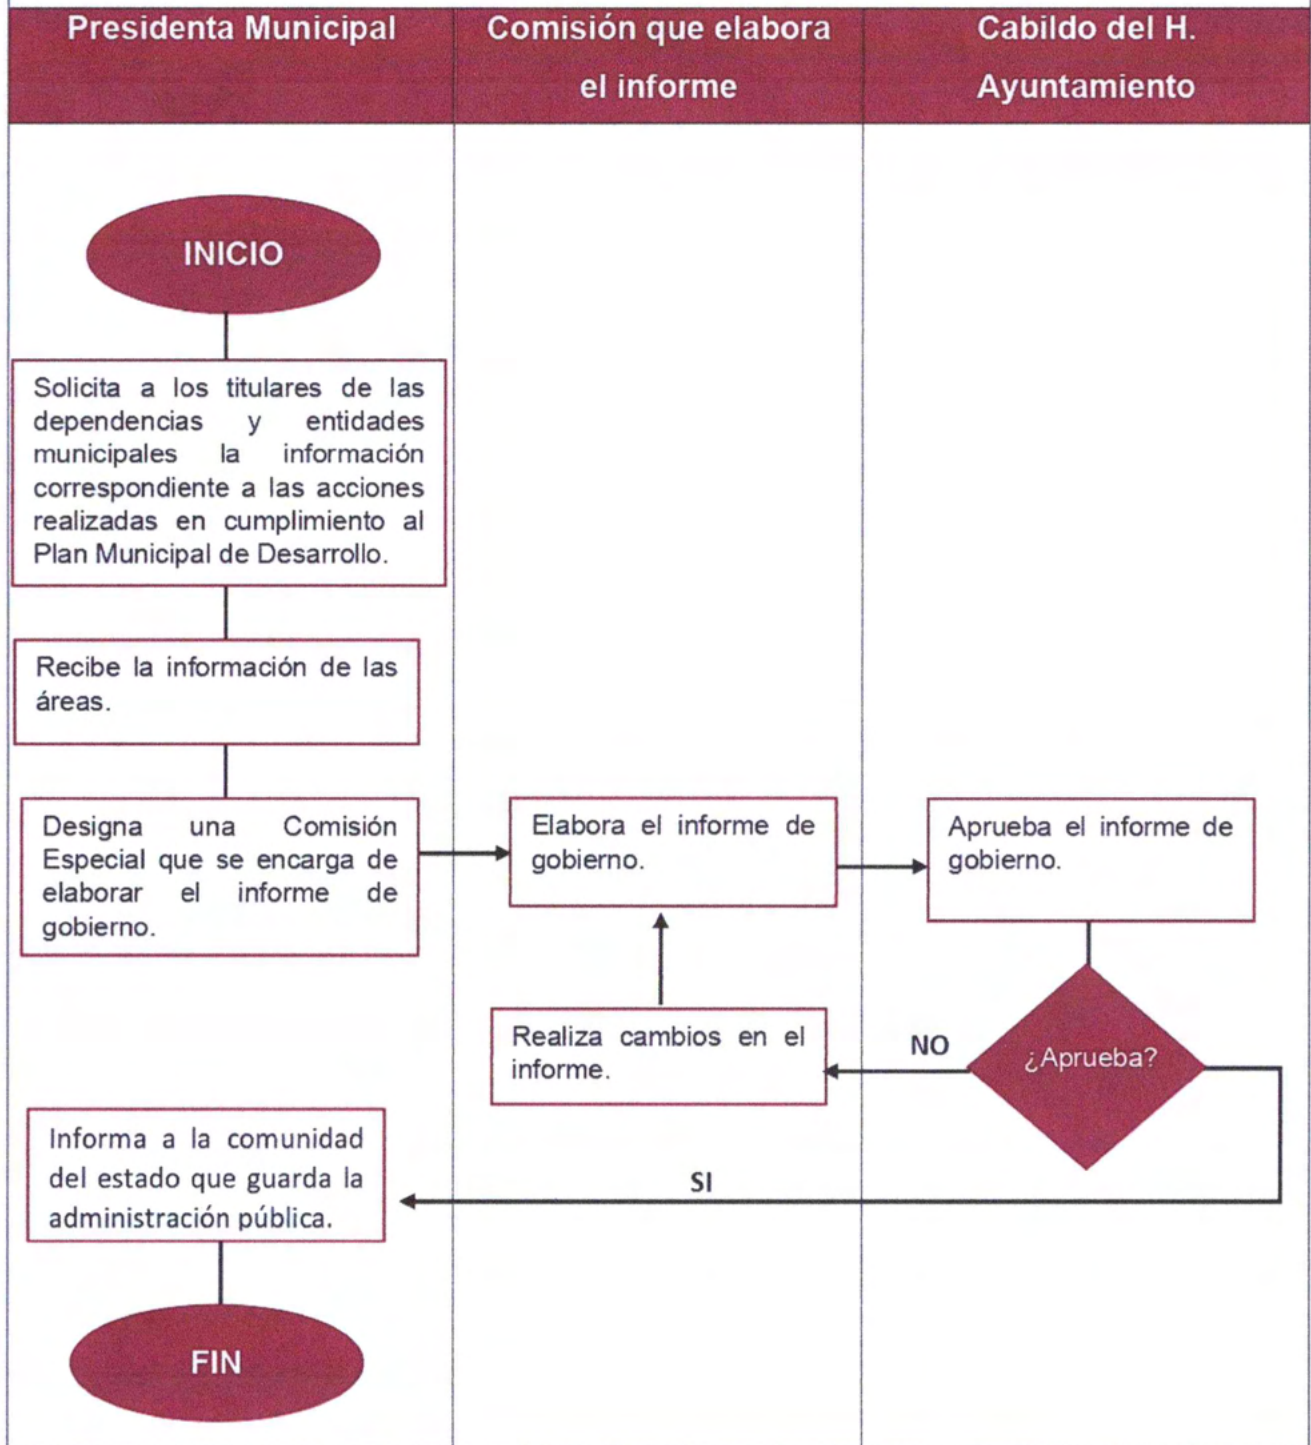 Presidenta Municipal
Comisión que elabora
el informe
Cabildo del H.
Ayuntamiento
INICIO
Solicita a los titulares de las
dependencias y entidades
municipales la información
correspondiente a las acciones
realizadas en cumplimiento al
Plan Municipal de Desarrollo.
Recibe la información de las
áreas.
Designa una Comisión
Especial que se encarga de
elaborar el informe de
gobierno.
Elabora el informe de
gobierno.
Aprueba el informe de
gobierno.
¿Aprueba?
NO
Realiza cambios en el
informe.
SI
Informa a la comunidad
del estado que guarda la
administración pública.
FIN